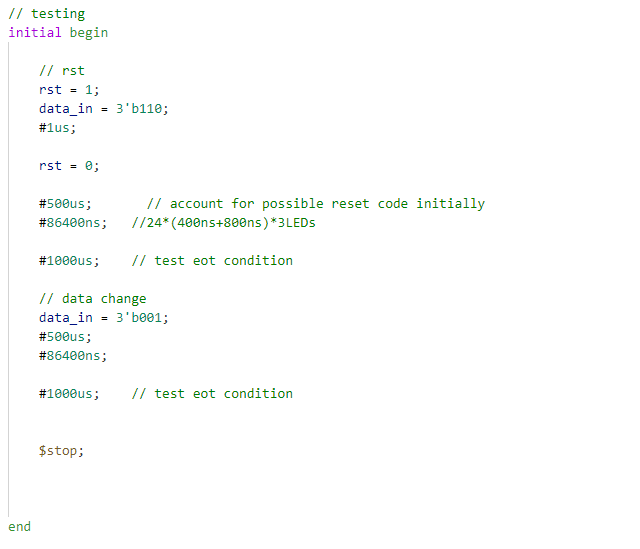 // testing
initial begin
// rst
rst = 1;
data_in = 3'b110;
#1us;
rst = 0;
#500us;       // account for possible reset code initially
#86400ns;   //24*(400ns+800ns)*3LEDs
#1000us;    // test eot condition
// data change
data_in = 3'b001;
#500us;
#86400ns;
#1000us;    // test eot condition
$stop;
end